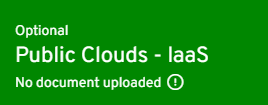 Optional
Public Clouds - IaaS
No document uploaded